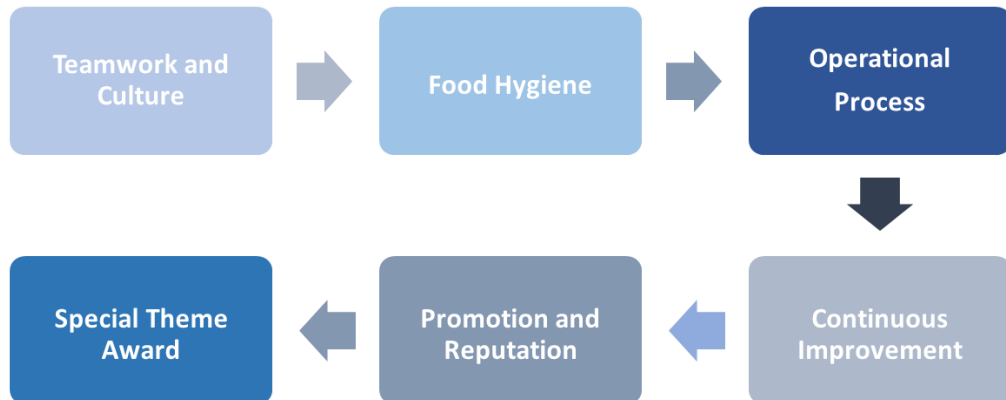 Teamwork and
Culture
Food Hygiene
Operational
Process
Continuous
Improvement
Promotion and
Reputation
Special Theme
Award